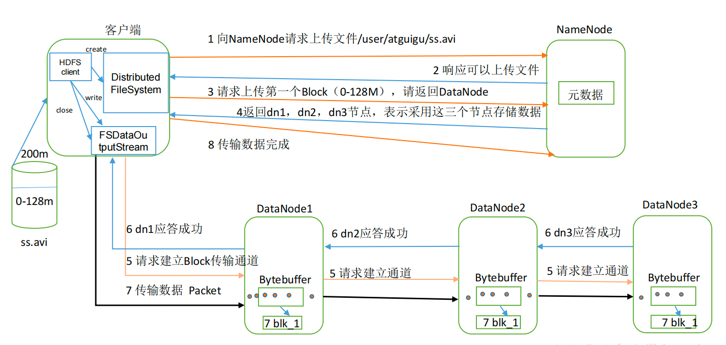 客户端
NameNode
1 向NameNode请求上传文件/user/atguigu/ss.avi
create
HDFS
client
Distributed
FileSystem
2 响应可以上传文件
3 请求上传第一个Block（0-128M），请返回DataNode
元数据
write
4返回dn1，dn2，dn3节点，表示采用这三个节点存储数据
close
FSDataOu
tputStream
8 传输数据完成
200m
0-128m
ss.avi
DataNode1
DataNode2
DataNode3
6 dn1应答成功
6 dn2应答成功
6 dn3应答成功
5 请求建立Block传输通道
5 请求建立通道
5 请求建立通道
Bytebuffer
Bytebuffer
Bytebuffer
7 传输数据 Packet
7 blk_1
7 blk_1
7 blk_1